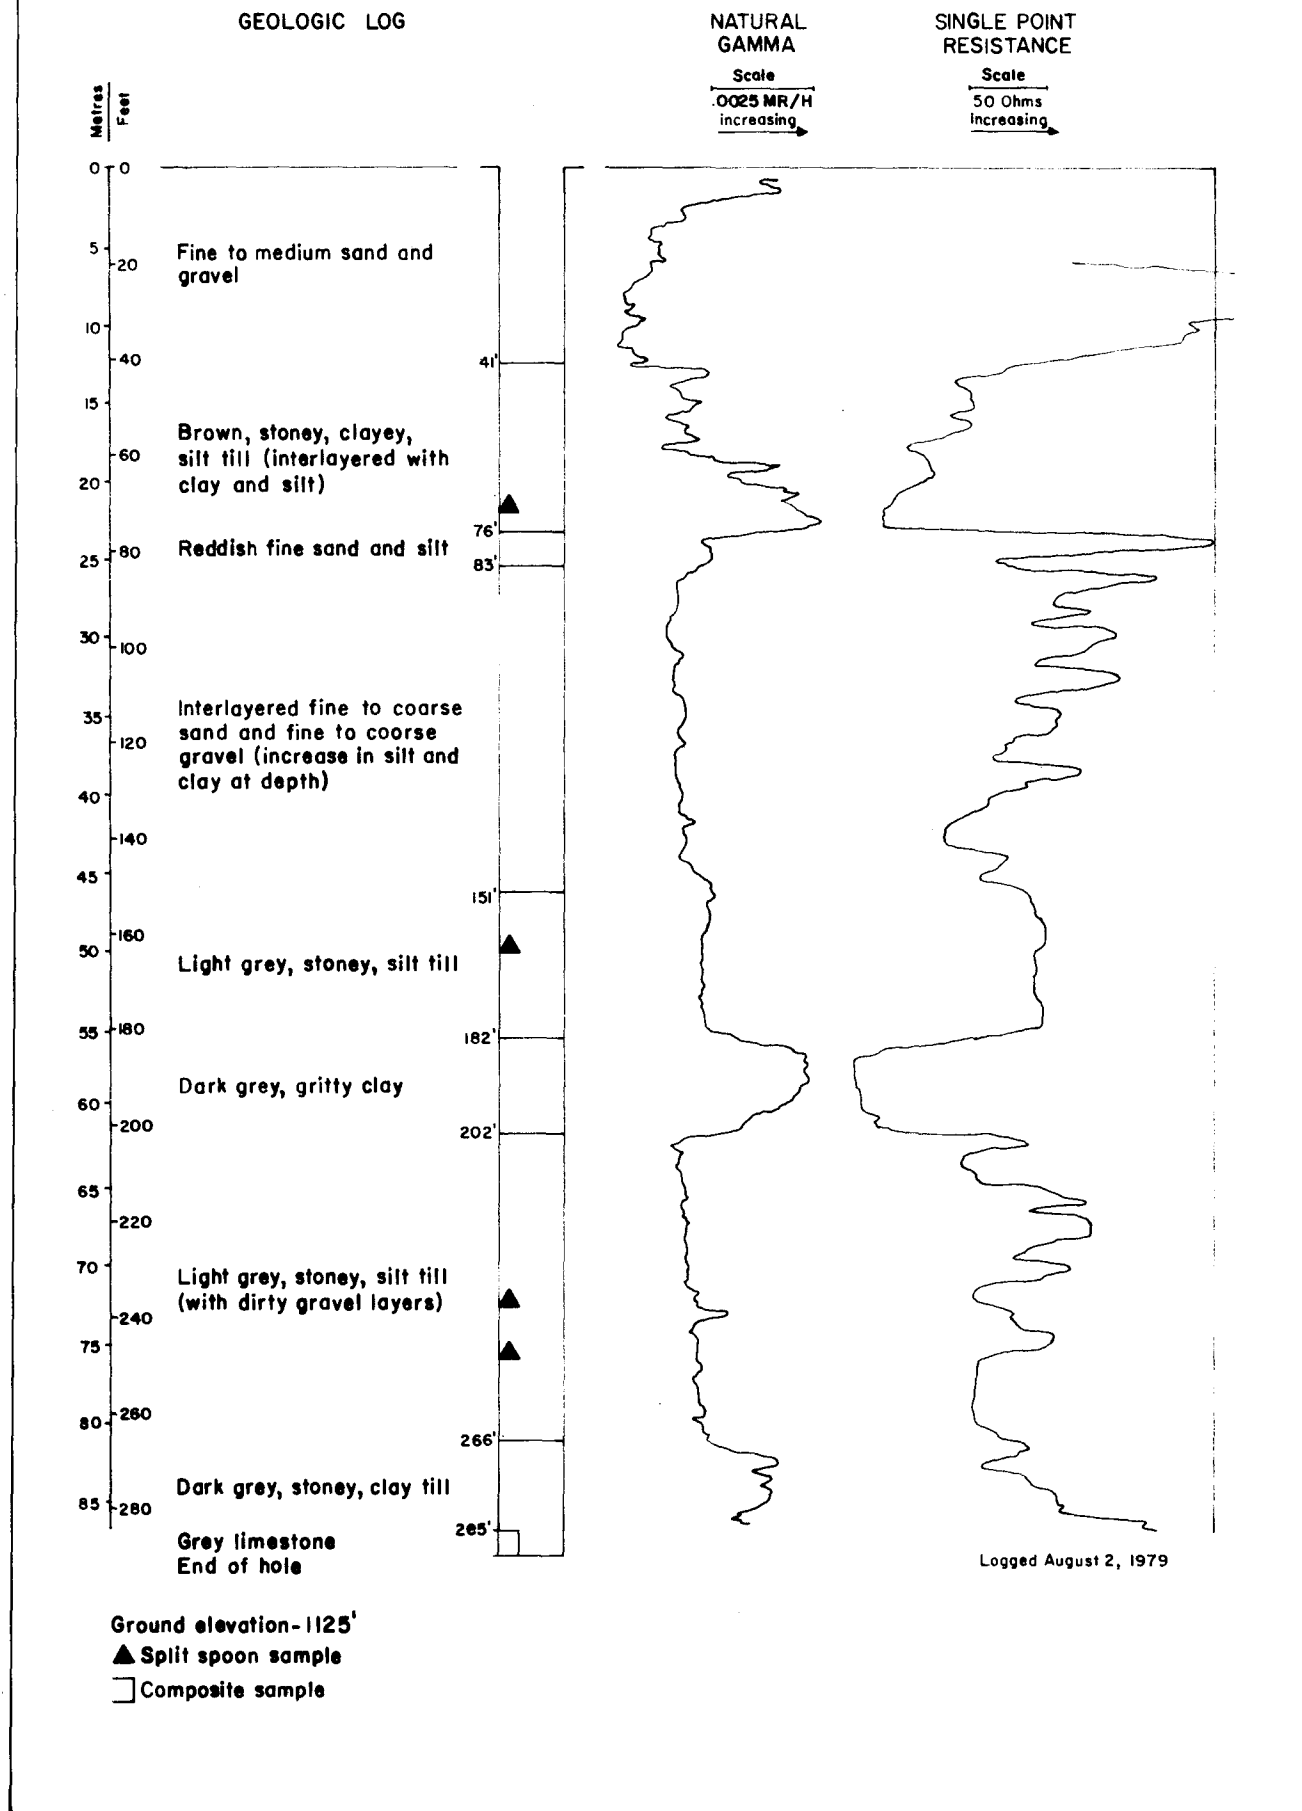 GEOLOGIC LOG
NATURAL
GAMMA
SINGLE POINT
RESISTANCE
Scale
.0025 MR/H
increasing
Scale
50 Ohms
Increasing
Metres
Feet
0 0
5
20
Fine to medium sand and
gravel
10
40
41'
15
Brown, stoney, clayey,
silt till (interlayered with
clay and silt)
60
20
76'
Reddish fine sand and silt
80
25
83'
30
100
Interlayered fine to coarse
sand and fine to coorse
gravel (increase in silt and
clay at depth)
35
120
40
140
45
151'
160
50
Light grey, stoney, silt till
55
180
182'
Dark grey, gritty clay
60
200
202'
65
220
70
Light grey, stoney, silt till
(with dirty gravel layers)
240
75
260
80
266'
Dark grey, stoney, clay till
85
280
285'
Grey limestone
End of hole
Logged August 2, 1979
Ground elevation-1125'
Split spoon sample
Composite sample